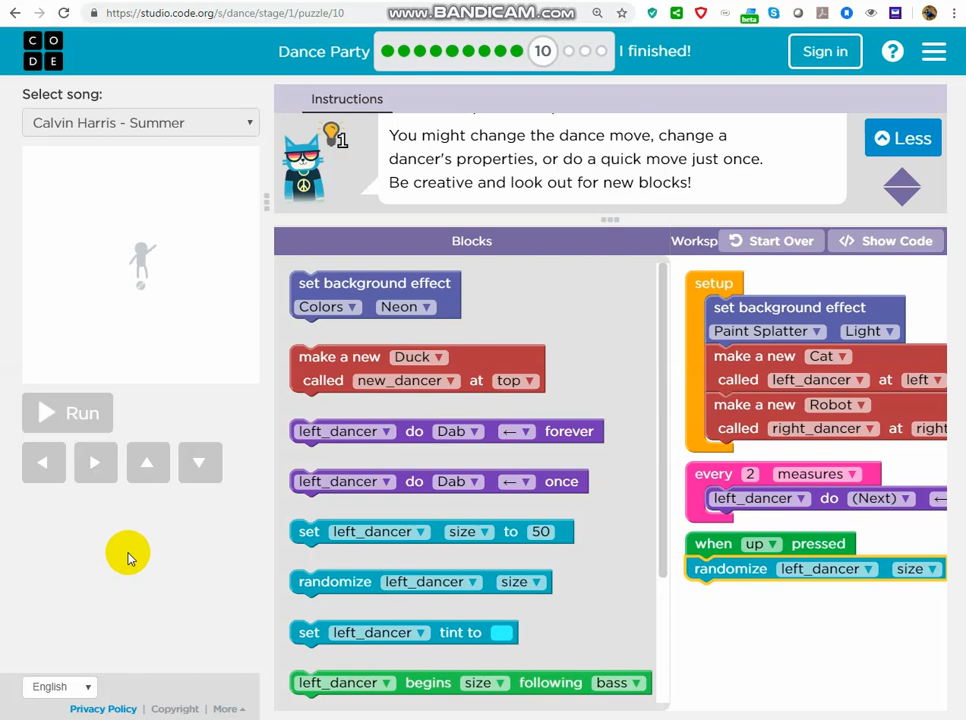 https://studio.code.org/s/dance/stage/1/puzzle/10
www.BANDICAM.com
beta
C O
D E
Dance Party
10
I finished!
Sign in
?
Select song:
Calvin Harris - Summer
Run
English
Privacy Policy | Copyright | More
Instructions
1
You might change the dance move, change a
dancer's properties, or do a quick move just once.
Be creative and look out for new blocks!
Less
Blocks
set background effect
Colors Neon
make a new Duck
called new_dancer at top
left_dancer do Dab ← forever
left_dancer do Dab ← once
set left_dancer size to 50
randomize left_dancer size
set left_dancer tint to
left_dancer begins size following bass
Worksp
Start Over
</> Show Code
setup
set background effect
Paint Splatter Light
make a new Cat
called left_dancer at left
make a new Robot
called right_dancer at right
every 2 measures
left_dancer do (Next) ←
when up pressed
randomize left_dancer size